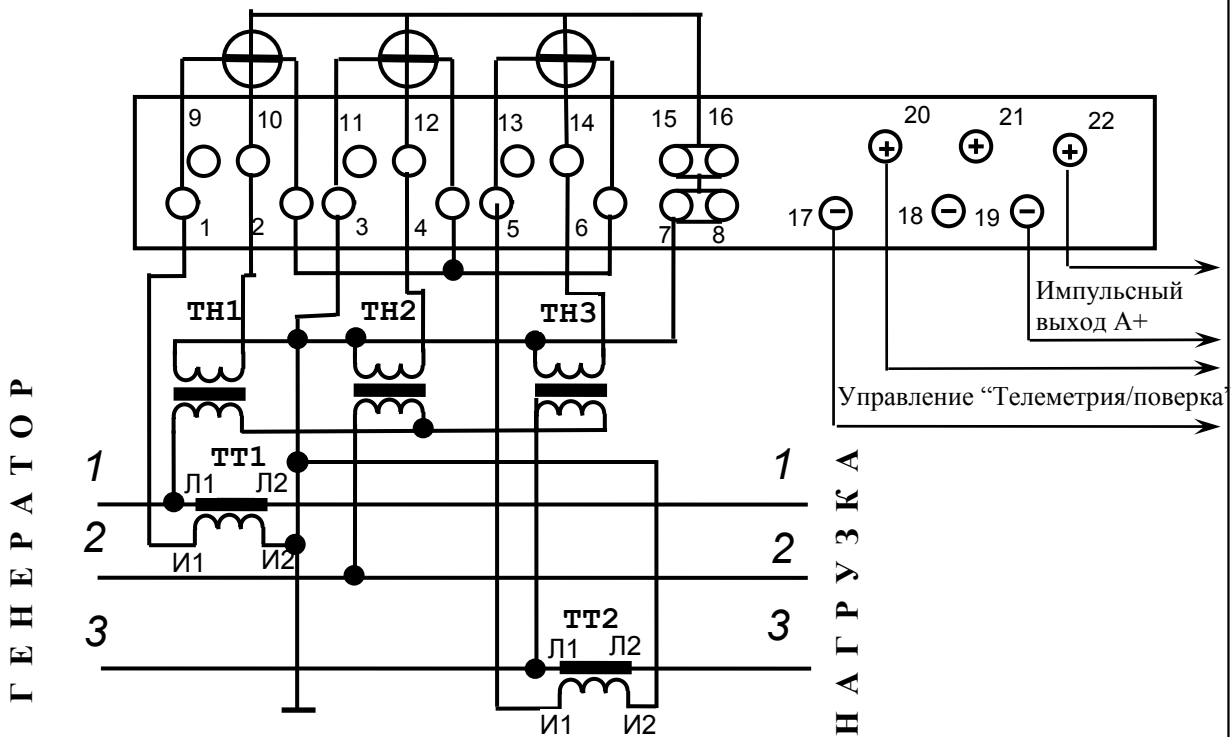 9 10 11 12 13 14 15 16 20 21 22
1 2 3 4 5 6 7 8 17 18 19
ТН1 ТН2 ТН3
Импульсный
выход А+
Управление “Телеметрия/поверка”
ГЕНЕРАТОР
НАГРУЗКА
ТТ1
1 Л1 Л2 1
2 И1 И2 2
ТТ2
3 Л1 Л2 3
И1 И2